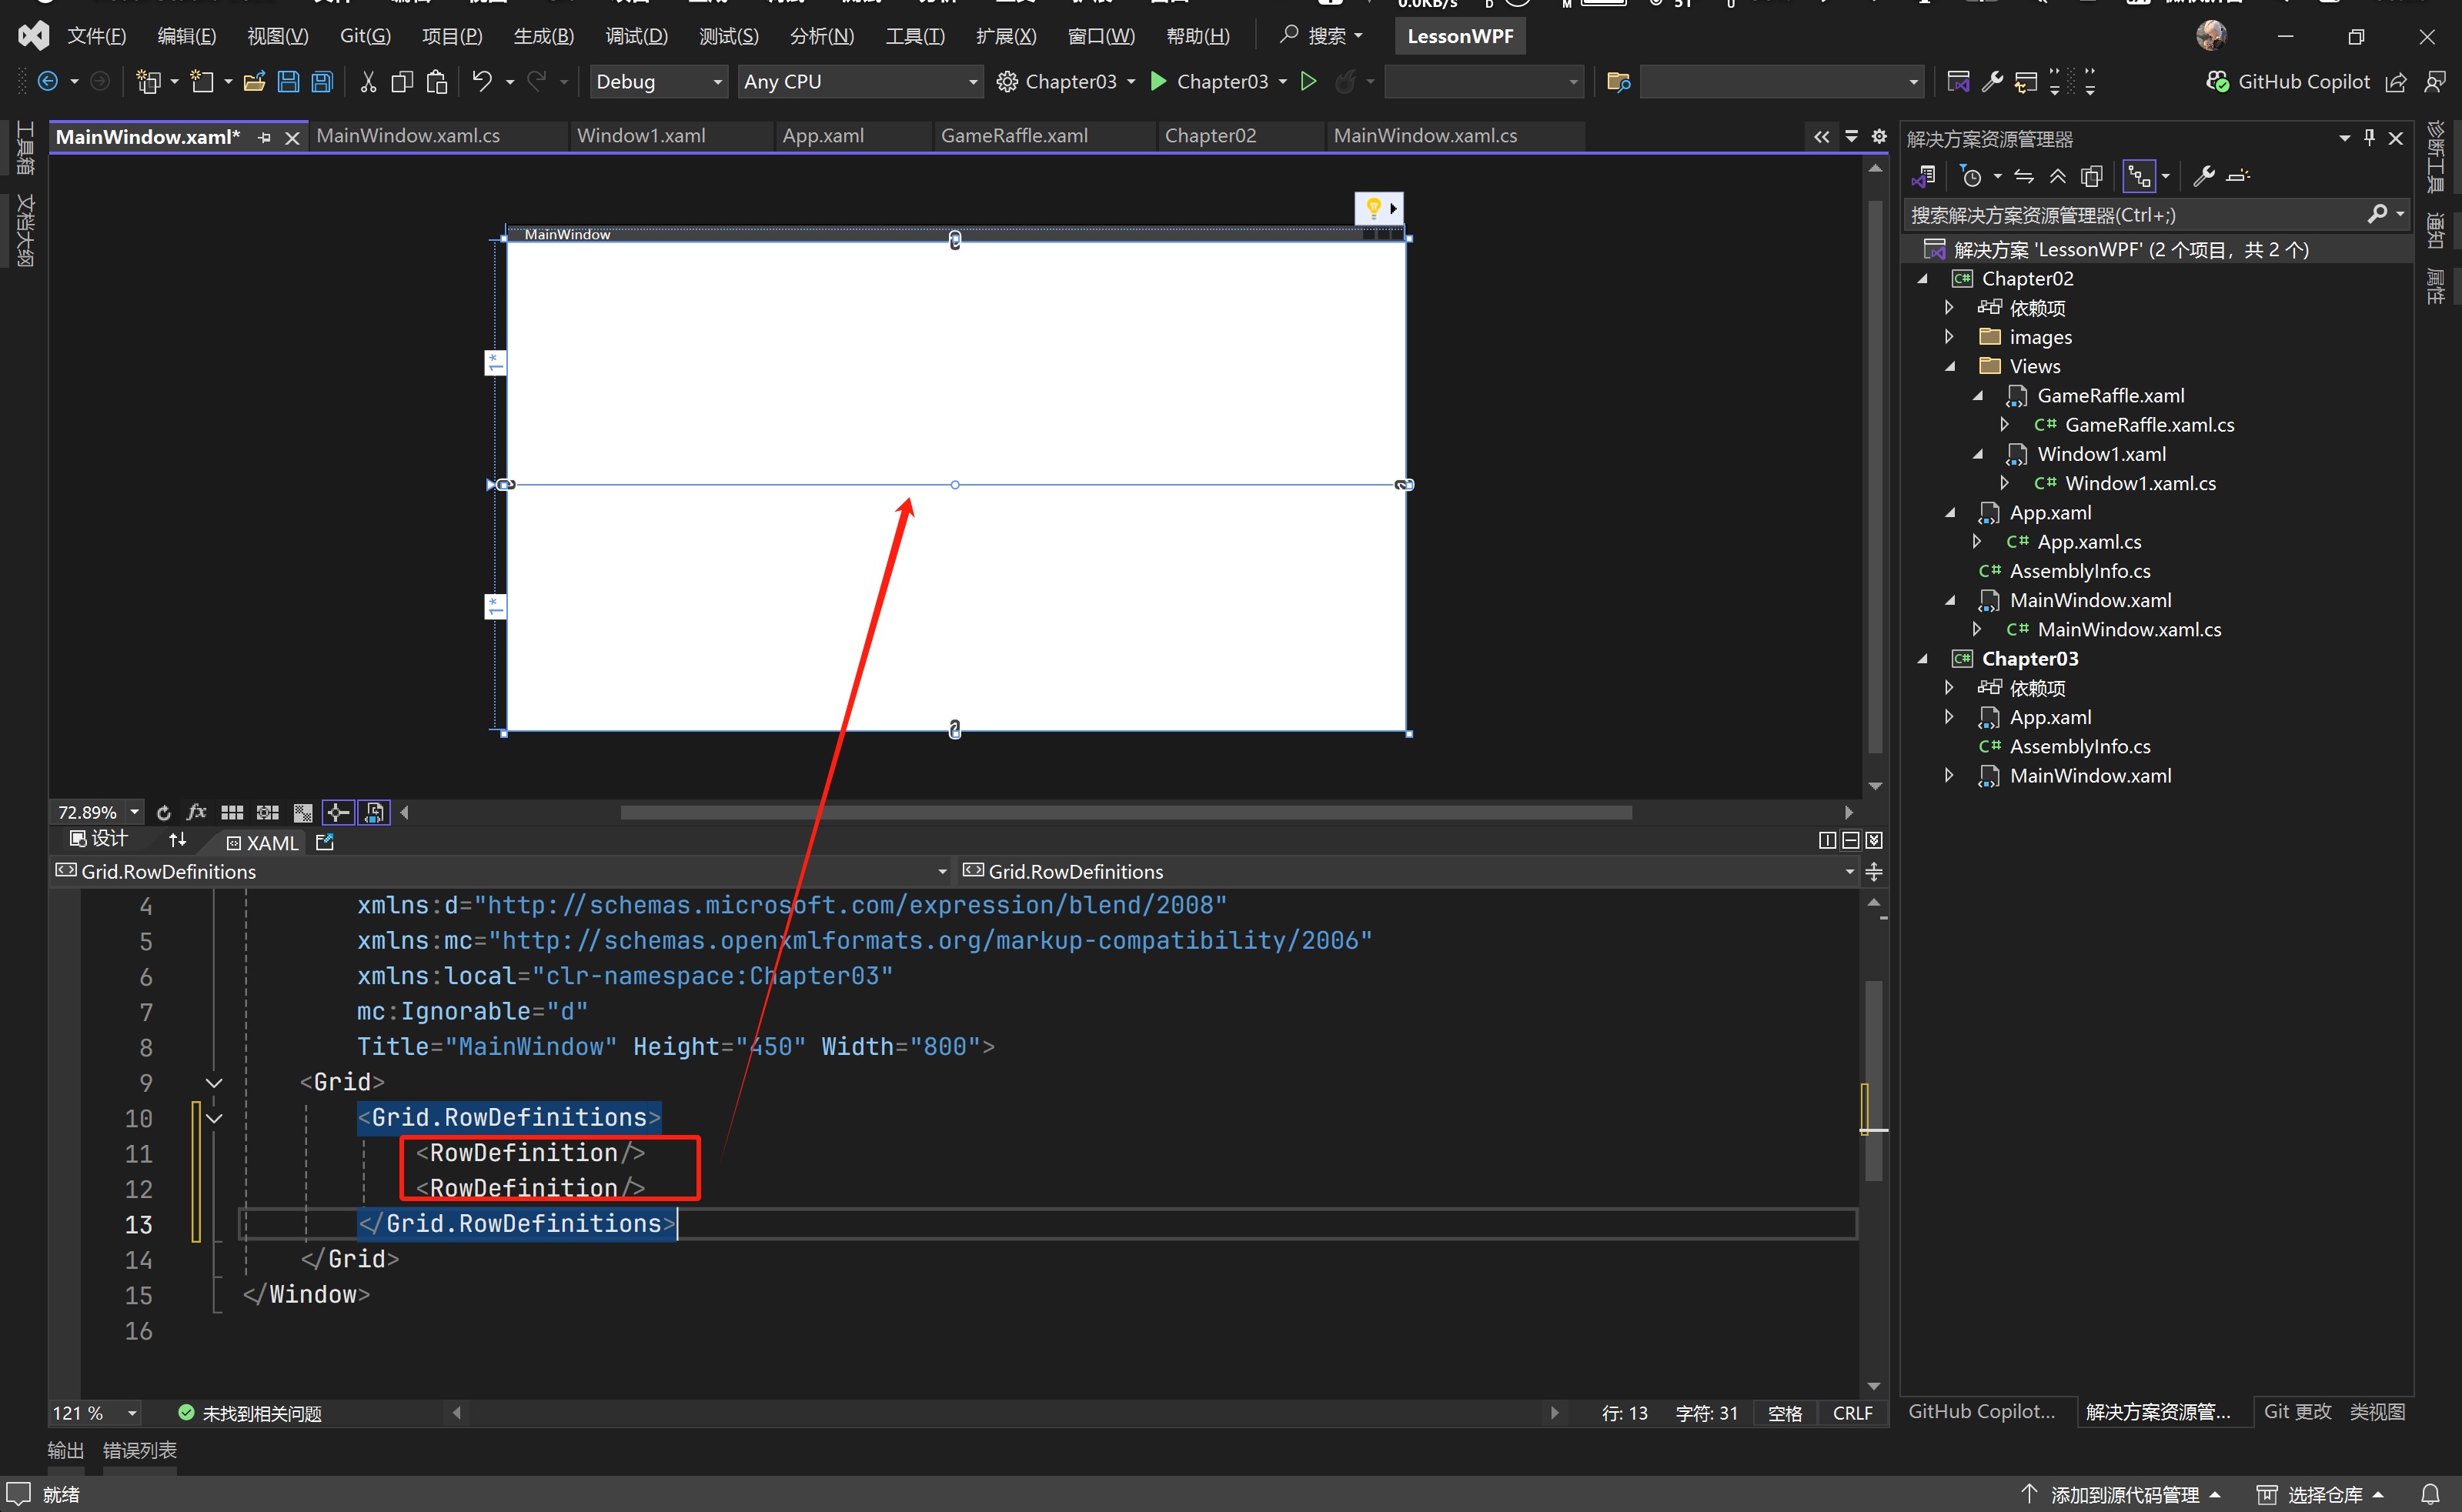 文件(F) 编辑(E) 视图(V) Git(G) 项目(P) 生成(B) 调试(D) 测试(S) 分析(N) 工具(T) 扩展(X) 窗口(W) 帮助(H) 搜索 LessonWPF
Debug Any CPU Chapter03 Chapter03 GitHub Copilot
工具箱
文档大纲
MainWindow.xaml* MainWindow.xaml.cs Window1.xaml App.xaml GameRaffle.xaml Chapter02 MainWindow.xaml.cs
MainWindow
1*
1*
72.89%
设计 XAML
Grid.RowDefinitions Grid.RowDefinitions
4 xmlns:d="http://schemas.microsoft.com/expression/blend/2008"
5 xmlns:mc="http://schemas.openxmlformats.org/markup-compatibility/2006"
6 xmlns:local="clr-namespace:Chapter03"
7 mc:Ignorable="d"
8 Title="MainWindow" Height="450" Width="800">
9 <Grid>
10 <Grid.RowDefinitions>
11 <RowDefinition/>
12 <RowDefinition/>
13 </Grid.RowDefinitions>
14 </Grid>
15 </Window>
16
121 % 未找到相关问题 行: 13 字符: 31 空格 CRLF
输出 错误列表
解决方案资源管理器
搜索解决方案资源管理器(Ctrl+;)
解决方案 'LessonWPF' (2 个项目，共 2 个)
Chapter02
依赖项
images
Views
GameRaffle.xaml
C# GameRaffle.xaml.cs
Window1.xaml
C# Window1.xaml.cs
App.xaml
C# App.xaml.cs
C# AssemblyInfo.cs
MainWindow.xaml
C# MainWindow.xaml.cs
Chapter03
依赖项
App.xaml
C# AssemblyInfo.cs
MainWindow.xaml
GitHub Copilot... 解决方案资源管... Git 更改 类视图
诊断工具
通知
属性
就绪 添加到源代码管理 选择仓库